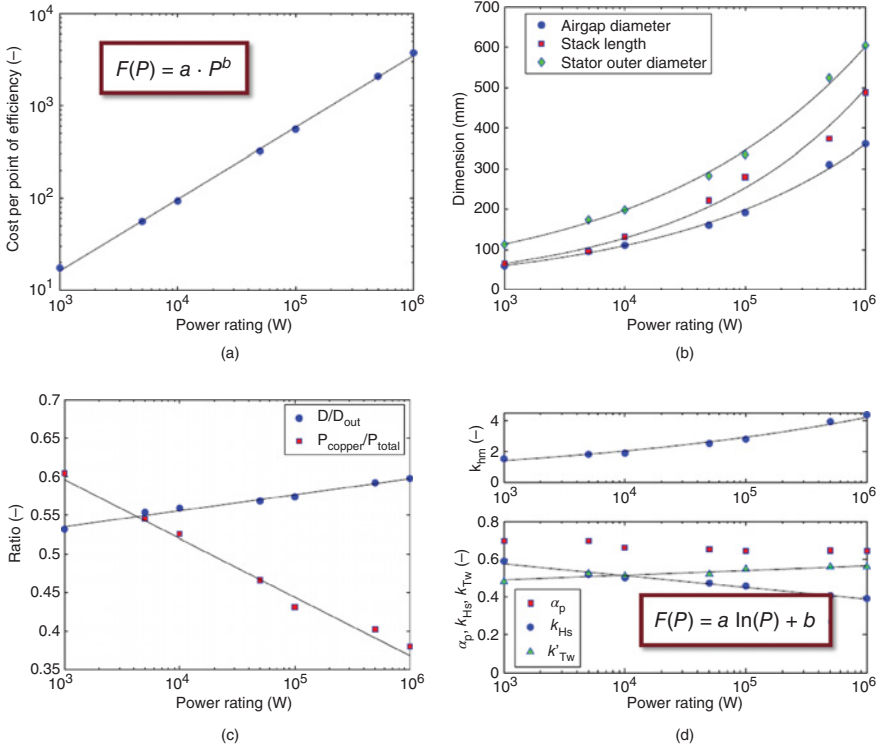 10^4
10^3
10^2
10^1
Cost per point of efficiency (–)
F(P) = a · P^b
10^3 10^4 10^5 10^6
Power rating (W)
(a)
700
600
500
400
300
200
100
0
Dimension (mm)
Airgap diameter
Stack length
Stator outer diameter
10^3 10^4 10^5 10^6
Power rating (W)
(b)
0.7
0.65
0.6
0.55
0.5
0.45
0.4
0.35
Ratio (–)
D/D_out
P_copper/P_total
10^3 10^4 10^5 10^6
Power rating (W)
(c)
4
2
0
k_hm (–)
10^3 10^4 10^5 10^6
0.8
0.6
0.4
0.2
0
α_p, k_Hs, k_Tw (–)
α_p
k_Hs
k'_Tw
F(P) = a ln(P) + b
10^3 10^4 10^5 10^6
Power rating (W)
(d)